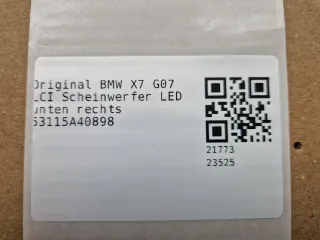 Original BMW X7 G07
LCI Scheinwerfer LED
unten rechts
63115A40898
21773
23525